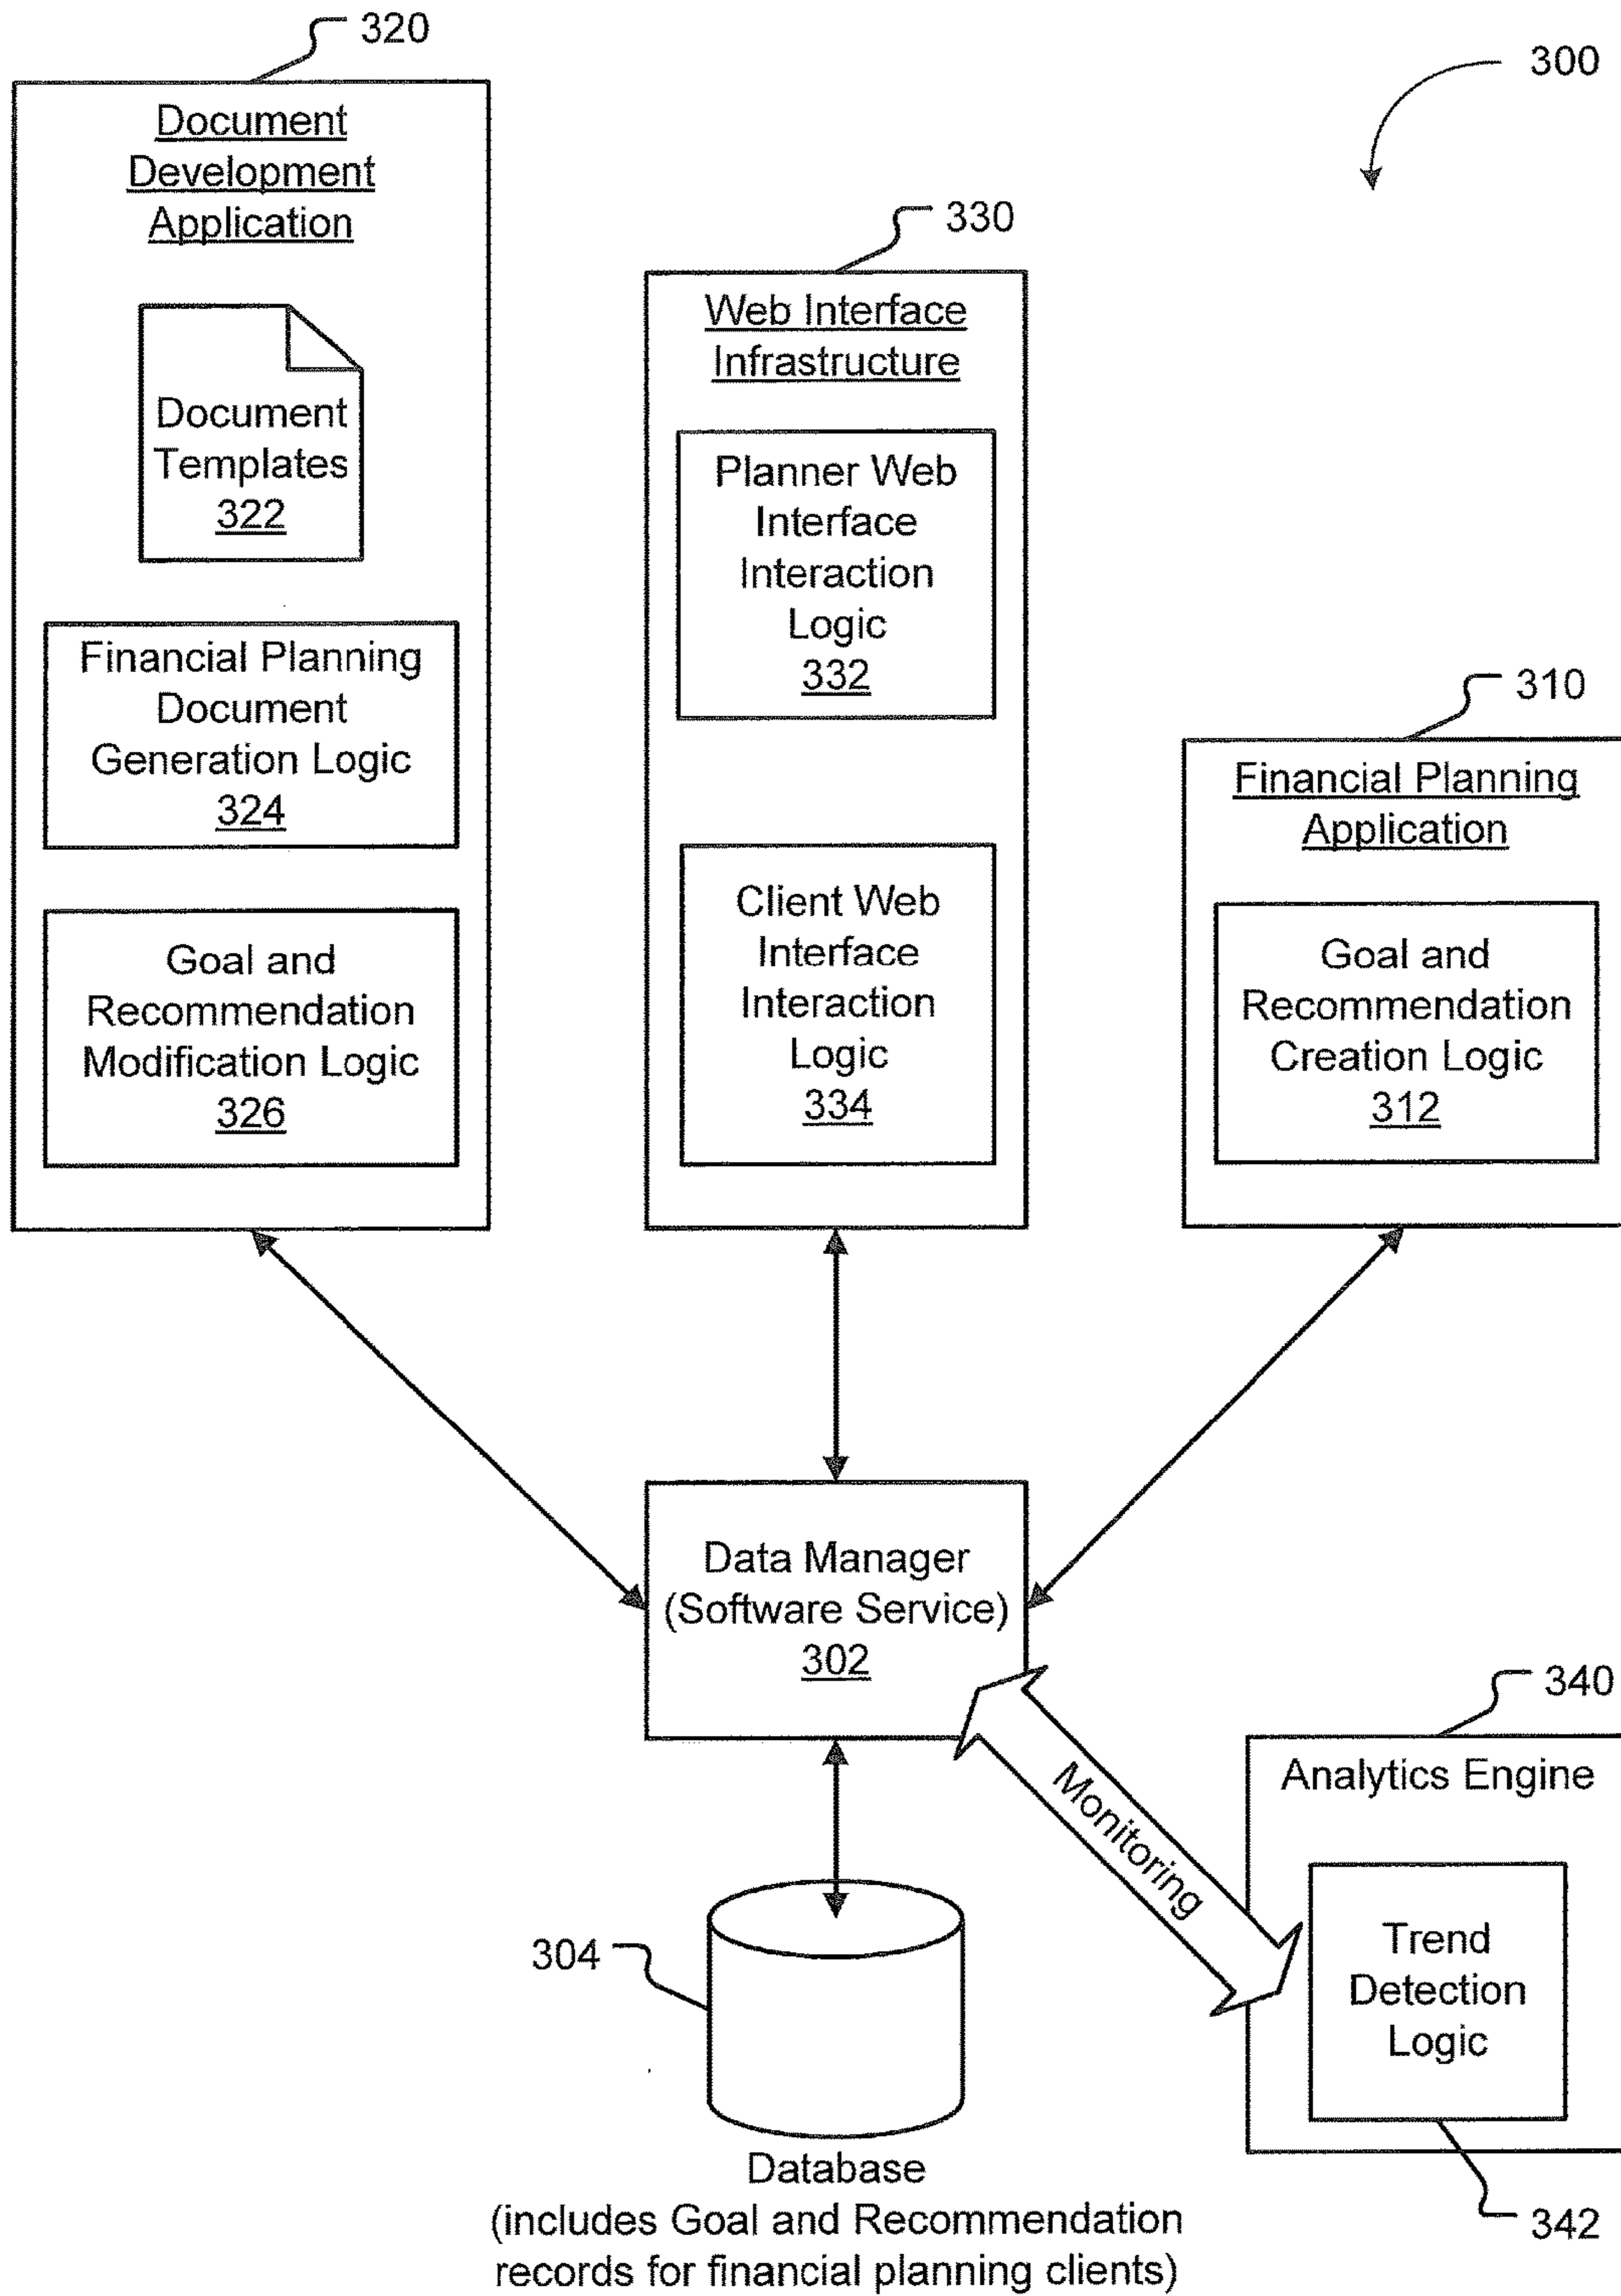 320
300
Document
Development
Application
330
Document
Templates
322
Web Interface
Infrastructure
Planner Web
Interface
Interaction
Logic
332
Financial Planning
Document
Generation Logic
324
310
Financial Planning
Application
Goal and
Recommendation
Modification Logic
326
Client Web
Interface
Interaction
Logic
334
Goal and
Recommendation
Creation Logic
312
Data Manager
(Software Service)
302
Monitoring
340
Analytics Engine
Trend
Detection
Logic
342
304
Database
(includes Goal and Recommendation
records for financial planning clients)